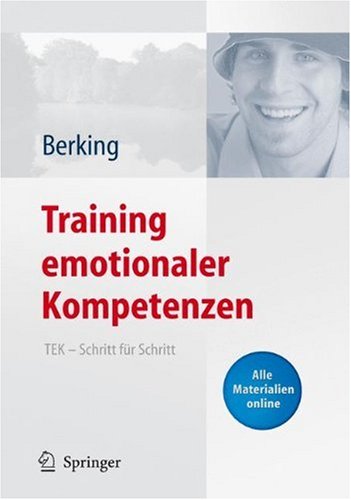 Berking
Training
emotionaler
Kompetenzen
TEK – Schritt für Schritt
Alle
Materialien
online
Springer